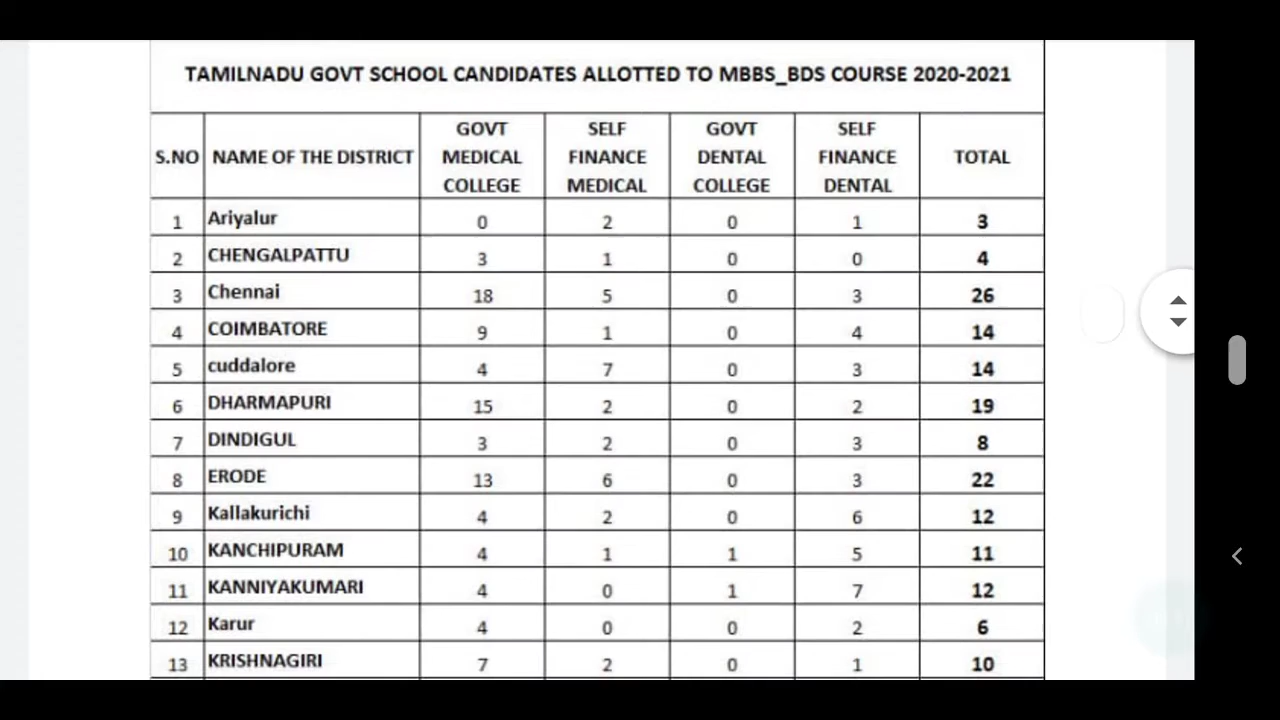 TAMILNADU GOVT SCHOOL CANDIDATES ALLOTTED TO MBBS_BDS COURSE 2020-2021
S.NO NAME OF THE DISTRICT GOVT MEDICAL COLLEGE SELF FINANCE MEDICAL GOVT DENTAL COLLEGE SELF FINANCE DENTAL TOTAL
1 Ariyalur 0 2 0 1 3
2 CHENGALPATTU 3 1 0 0 4
3 Chennai 18 5 0 3 26
4 COIMBATORE 9 1 0 4 14
5 cuddalore 4 7 0 3 14
6 DHARMAPURI 15 2 0 2 19
7 DINDIGUL 3 2 0 3 8
8 ERODE 13 6 0 3 22
9 Kallakurichi 4 2 0 6 12
10 KANCHIPURAM 4 1 1 5 11
11 KANNIYAKUMARI 4 0 1 7 12
12 Karur 4 0 0 2 6
13 KRISHNAGIRI 7 2 0 1 10